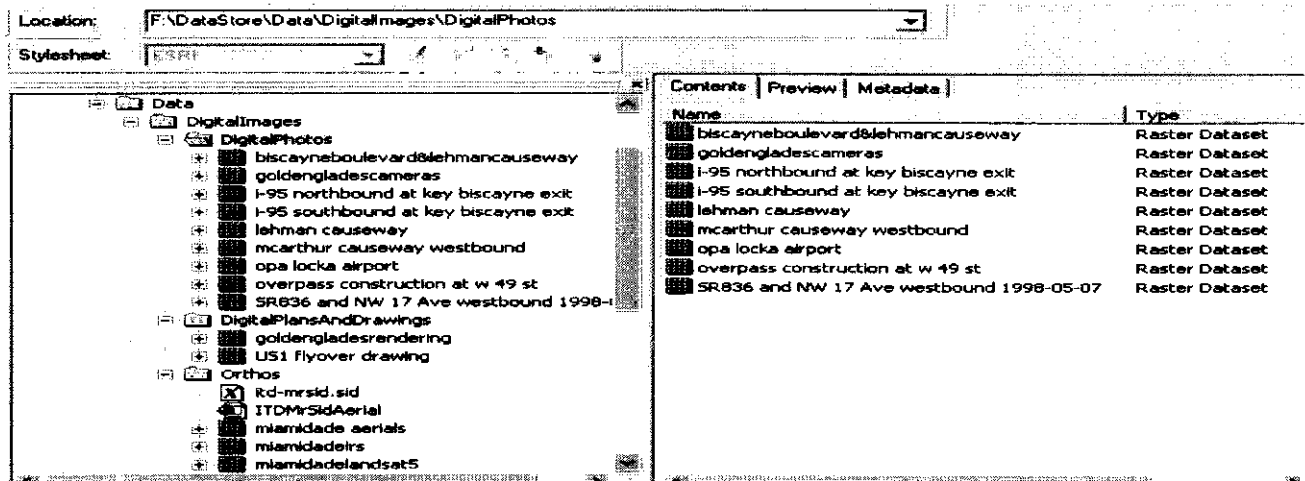 Location: F:\DataStore\Data\DigitalImages\DigitalPhotos
Stylesheet: ESRI
Data
DigitalImages
DigitalPhotos
biscayneboulevard&lehmancauseway
goldengladescameras
i-95 northbound at key biscayne exit
i-95 southbound at key biscayne exit
lehman causeway
mcarthur causeway westbound
opa locka airport
overpass construction at w 49 st
SR836 and NW 17 Ave westbound 1998-
DigitalPlansAndDrawings
goldengladesrendering
US1 flyover drawing
Orthos
itd-mrsid.sid
ITDMrSidAerial
miamidade aerials
miamidadeirs
miamidadelandsat5
Contents Preview Metadata
Name Type
biscayneboulevard&lehmancauseway Raster Dataset
goldengladescameras Raster Dataset
i-95 northbound at key biscayne exit Raster Dataset
i-95 southbound at key biscayne exit Raster Dataset
lehman causeway Raster Dataset
mcarthur causeway westbound Raster Dataset
opa locka airport Raster Dataset
overpass construction at w 49 st Raster Dataset
SR836 and NW 17 Ave westbound 1998-05-07 Raster Dataset